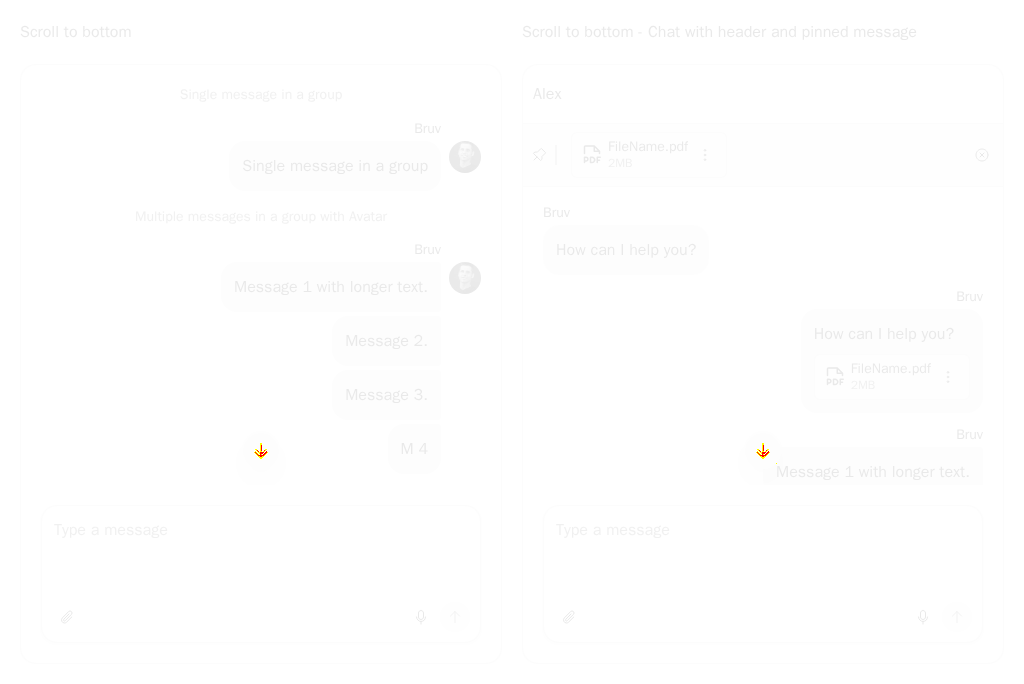 Scroll to bottom
Single message in a group
Bruv
Single message in a group
Multiple messages in a group with Avatar
Bruv
Message 1 with longer text.
Message 2.
Message 3.
M 4
Type a message
Scroll to bottom - Chat with header and pinned message
Alex
PDF
FileName.pdf
2MB
Bruv
How can I help you?
Bruv
How can I help you?
PDF
FileName.pdf
2MB
Bruv
Message 1 with longer text.
Type a message